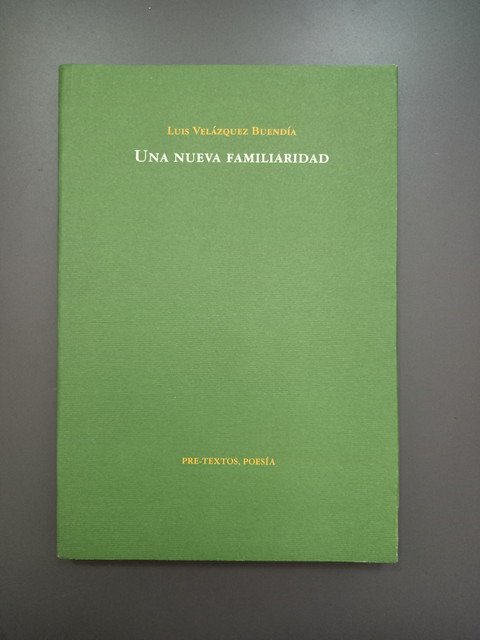 Luis Velázquez Buendía
Una nueva familiaridad
PRE-TEXTOS, POESÍA